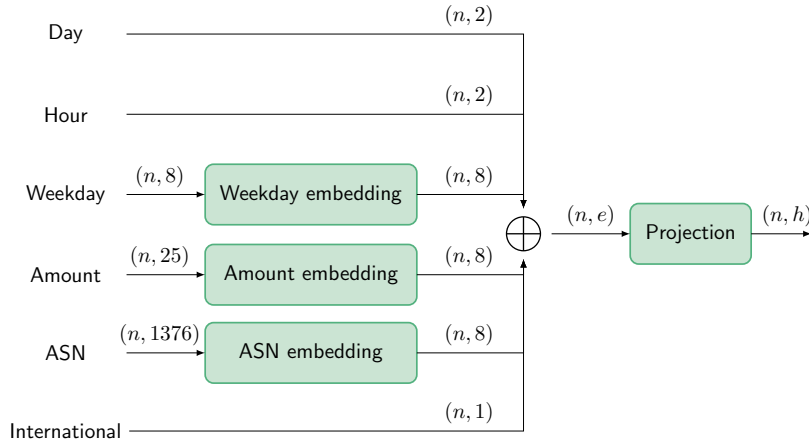 Day
(n, 2)
Hour
(n, 2)
Weekday
(n, 8)
Weekday embedding
(n, 8)
(n, e)
Projection
(n, h)
Amount
(n, 25)
Amount embedding
(n, 8)
ASN
(n, 1376)
ASN embedding
(n, 8)
International
(n, 1)